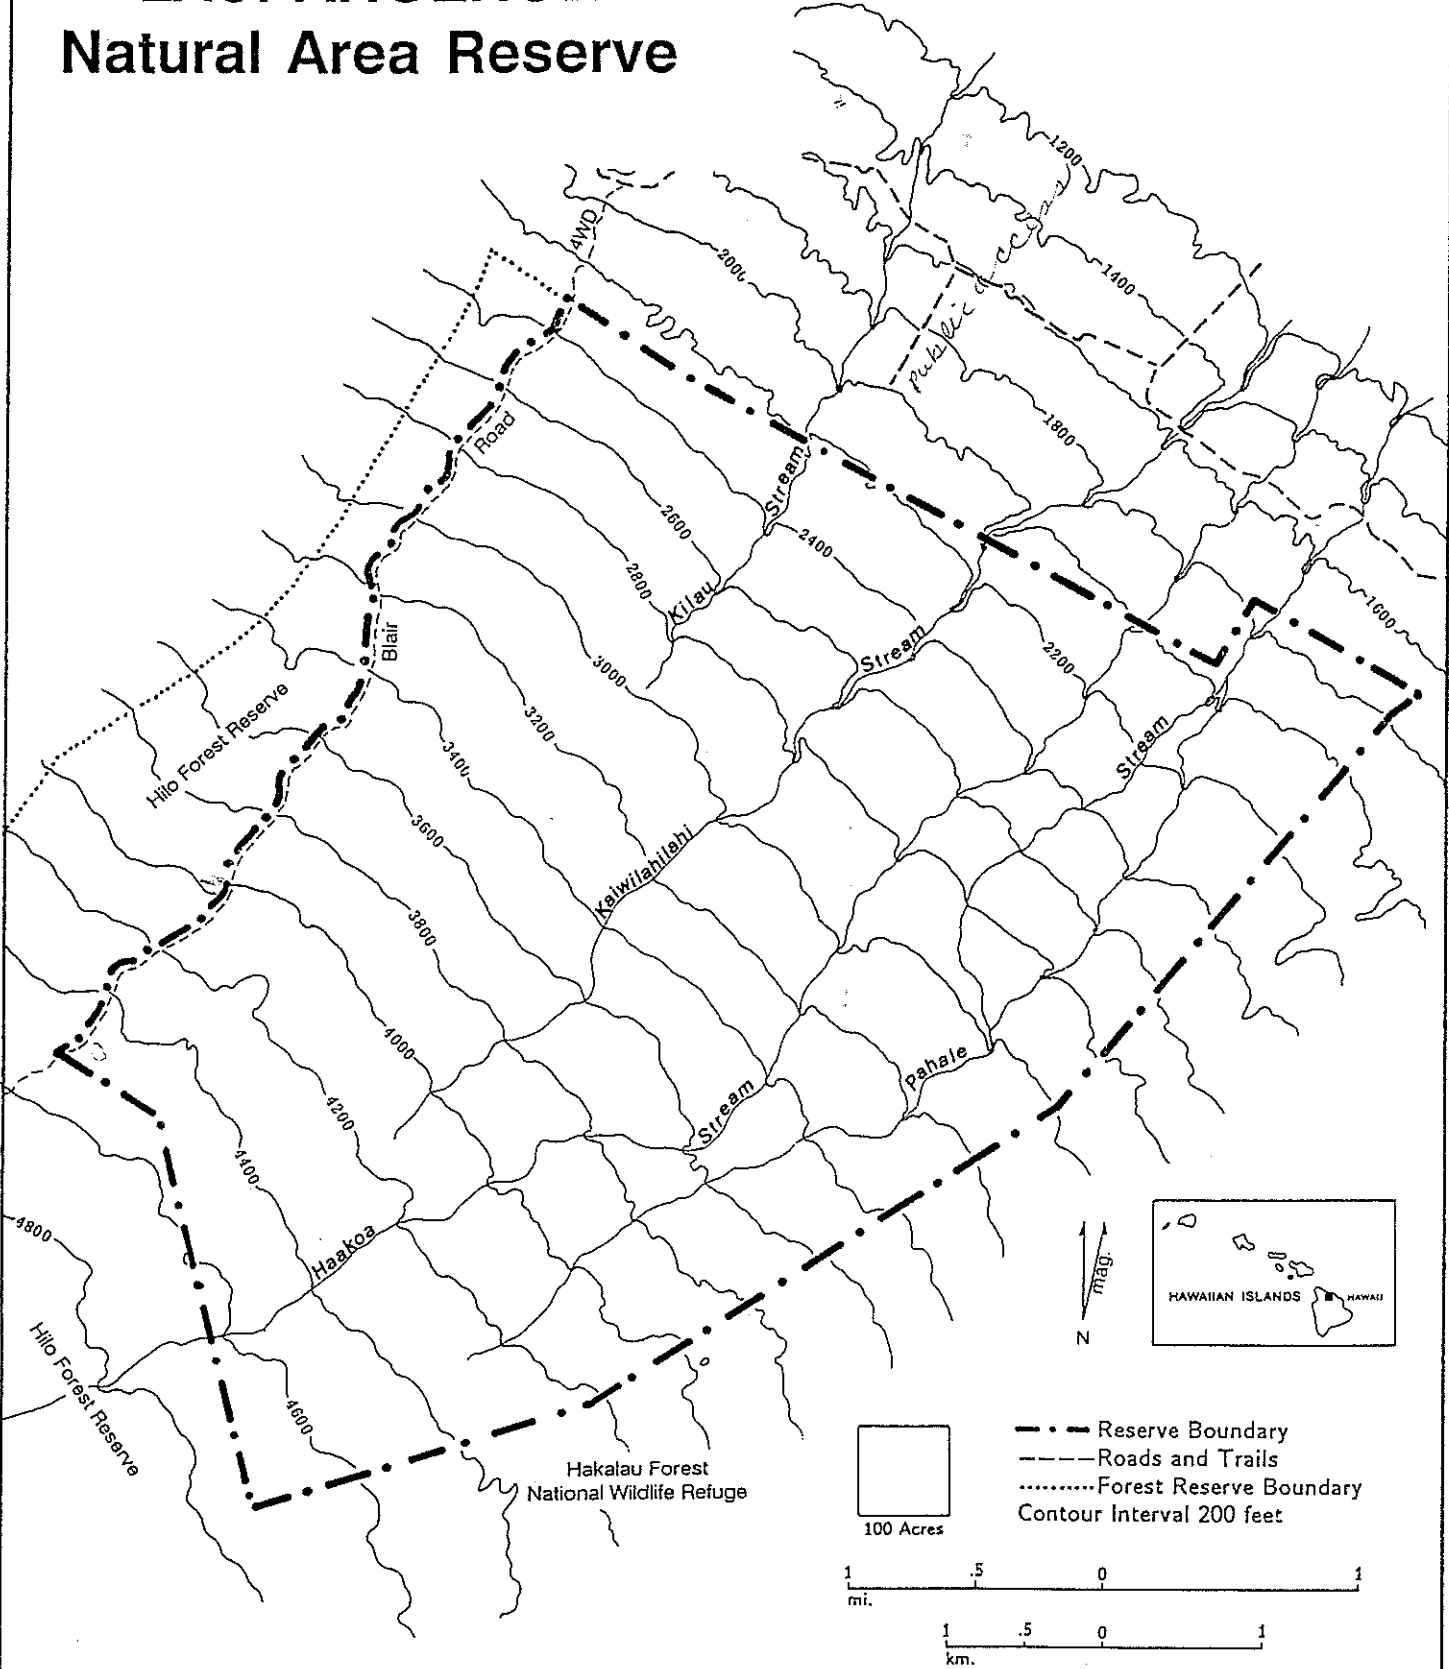 Natural Area Reserve
1200
4WD
2000
1400
Public access
1800
Road
Stream
2600
2400
2800
Kilau
1600
Blair
Stream
2200
3000
Hilo Forest Reserve
3200
Stream
3400
3600
Kaiwilahilahi
3800
4000
Pahale
Stream
4200
4400
4800
Haakoa
mag.
N
HAWAIIAN ISLANDS
HAWAII
Hilo Forest Reserve
4600
Hakalau Forest
National Wildlife Refuge
100 Acres
Reserve Boundary
Roads and Trails
Forest Reserve Boundary
Contour Interval 200 feet
1 .5 0 1
mi.
1 .5 0 1
km.